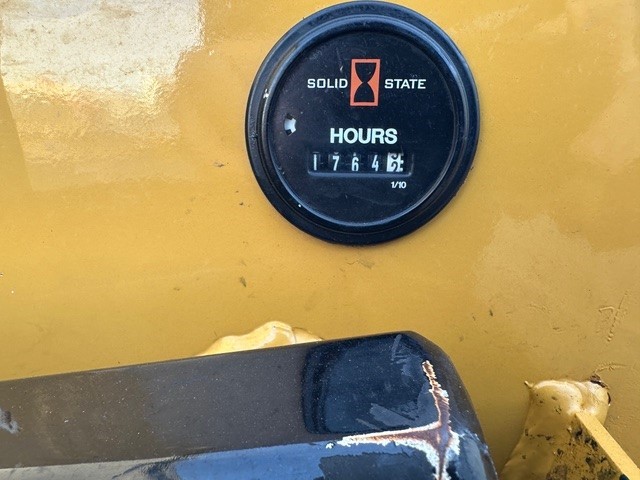 SOLID STATE
HOURS
1764
1/10